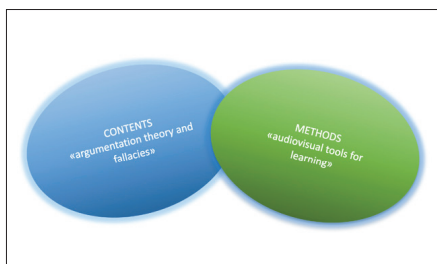 CONTENTS
«argumentation theory and
fallacies»
METHODS
«audiovisual tools for
learning»